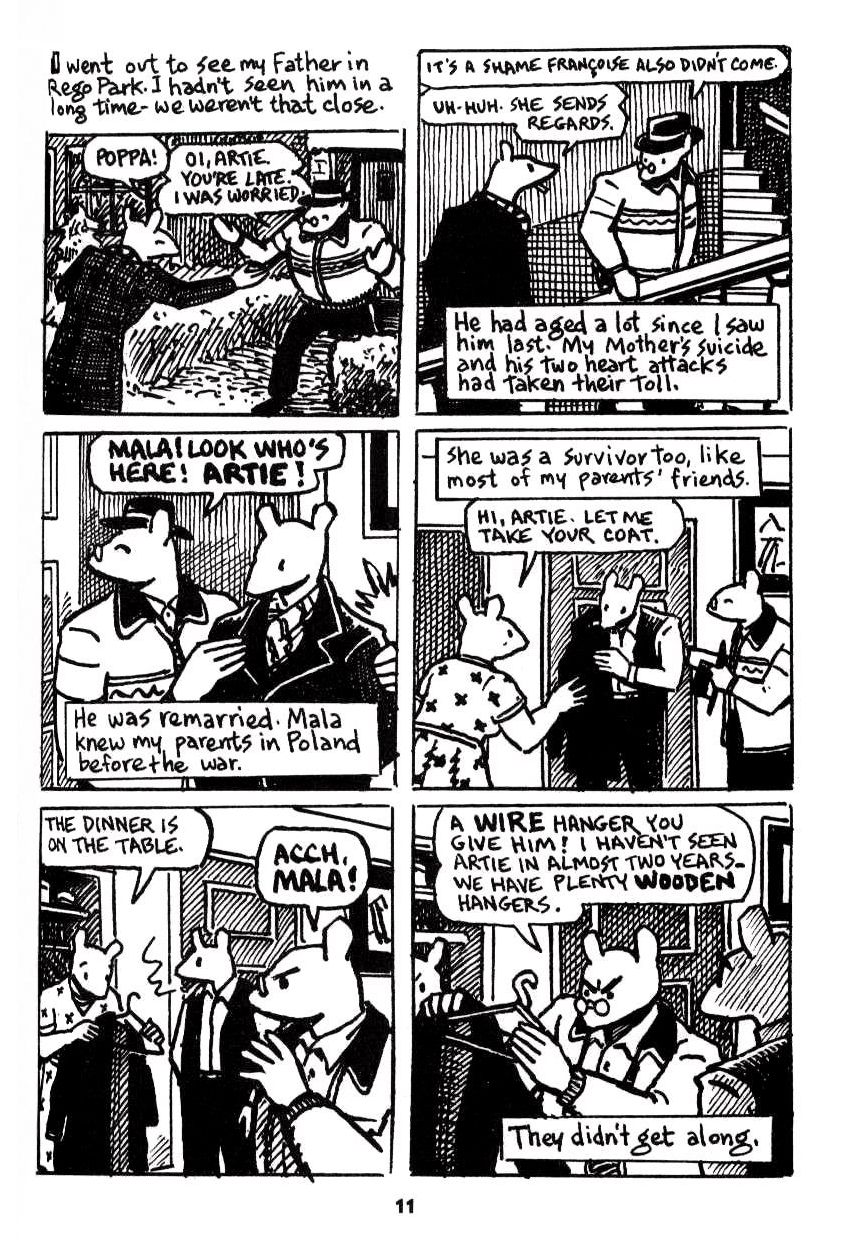 I went out to see my Father in
Rego Park. I hadn't seen him in a
long time- we weren't that close.
POPPA!
OI, ARTIE.
YOU'RE LATE.
I WAS WORRIED.
IT'S A SHAME FRANÇOISE ALSO DIDN'T COME.
UH-HUH. SHE SENDS
REGARDS.
He had aged a lot since I saw
him last. My Mother's suicide
and his two heart attacks
had taken their toll.
MALA! LOOK WHO'S
HERE! ARTIE!
He was remarried. Mala
knew my parents in Poland
before the war.
She was a survivor too, like
most of my parents' friends.
HI, ARTIE. LET ME
TAKE YOUR COAT.
THE DINNER IS
ON THE TABLE.
ACCH,
MALA!
A WIRE HANGER YOU
GIVE HIM! I HAVEN'T SEEN
ARTIE IN ALMOST TWO YEARS-
WE HAVE PLENTY WOODEN
HANGERS.
They didn't get along.
11